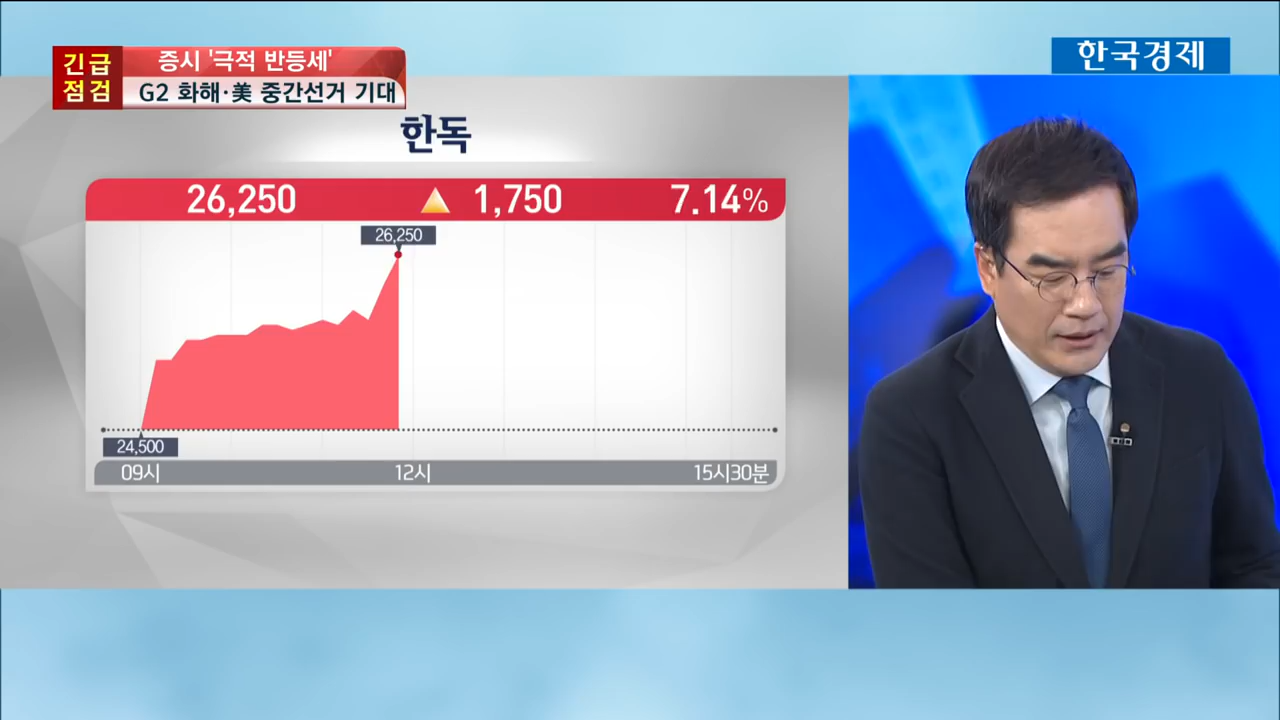 긴급
점검
증시 '극적 반등세'
G2 화해·美 중간선거 기대
한국경제
한독
26,250 ▲ 1,750 7.14%
26,250
24,500
09시 12시 15시30분